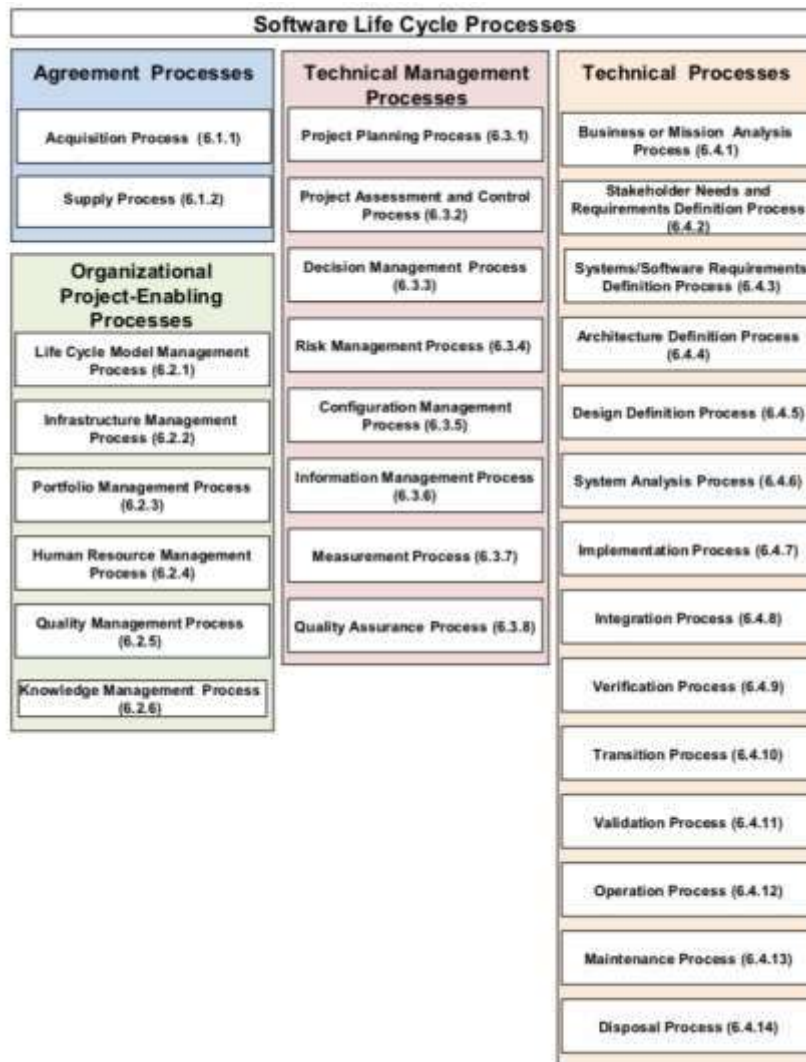 Software Life Cycle Processes
Agreement Processes
Acquisition Process (6.1.1)
Supply Process (6.1.2)
Organizational
Project-Enabling
Processes
Life Cycle Model Management
Process (6.2.1)
Infrastructure Management
Process (6.2.2)
Portfolio Management Process
(6.2.3)
Human Resource Management
Process (6.2.4)
Quality Management Process
(6.2.5)
Knowledge Management Process
(6.2.6)
Technical Management
Processes
Project Planning Process (6.3.1)
Project Assessment and Control
Process (6.3.2)
Decision Management Process
(6.3.3)
Risk Management Process (6.3.4)
Configuration Management
Process (6.3.5)
Information Management Process
(6.3.6)
Measurement Process (6.3.7)
Quality Assurance Process (6.3.8)
Technical Processes
Business or Mission Analysis
Process (6.4.1)
Stakeholder Needs and
Requirements Definition Process
(6.4.2)
Systems/Software Requirements
Definition Process (6.4.3)
Architecture Definition Process
(6.4.4)
Design Definition Process (6.4.5)
System Analysis Process (6.4.6)
Implementation Process (6.4.7)
Integration Process (6.4.8)
Verification Process (6.4.9)
Transition Process (6.4.10)
Validation Process (6.4.11)
Operation Process (6.4.12)
Maintenance Process (6.4.13)
Disposal Process (6.4.14)